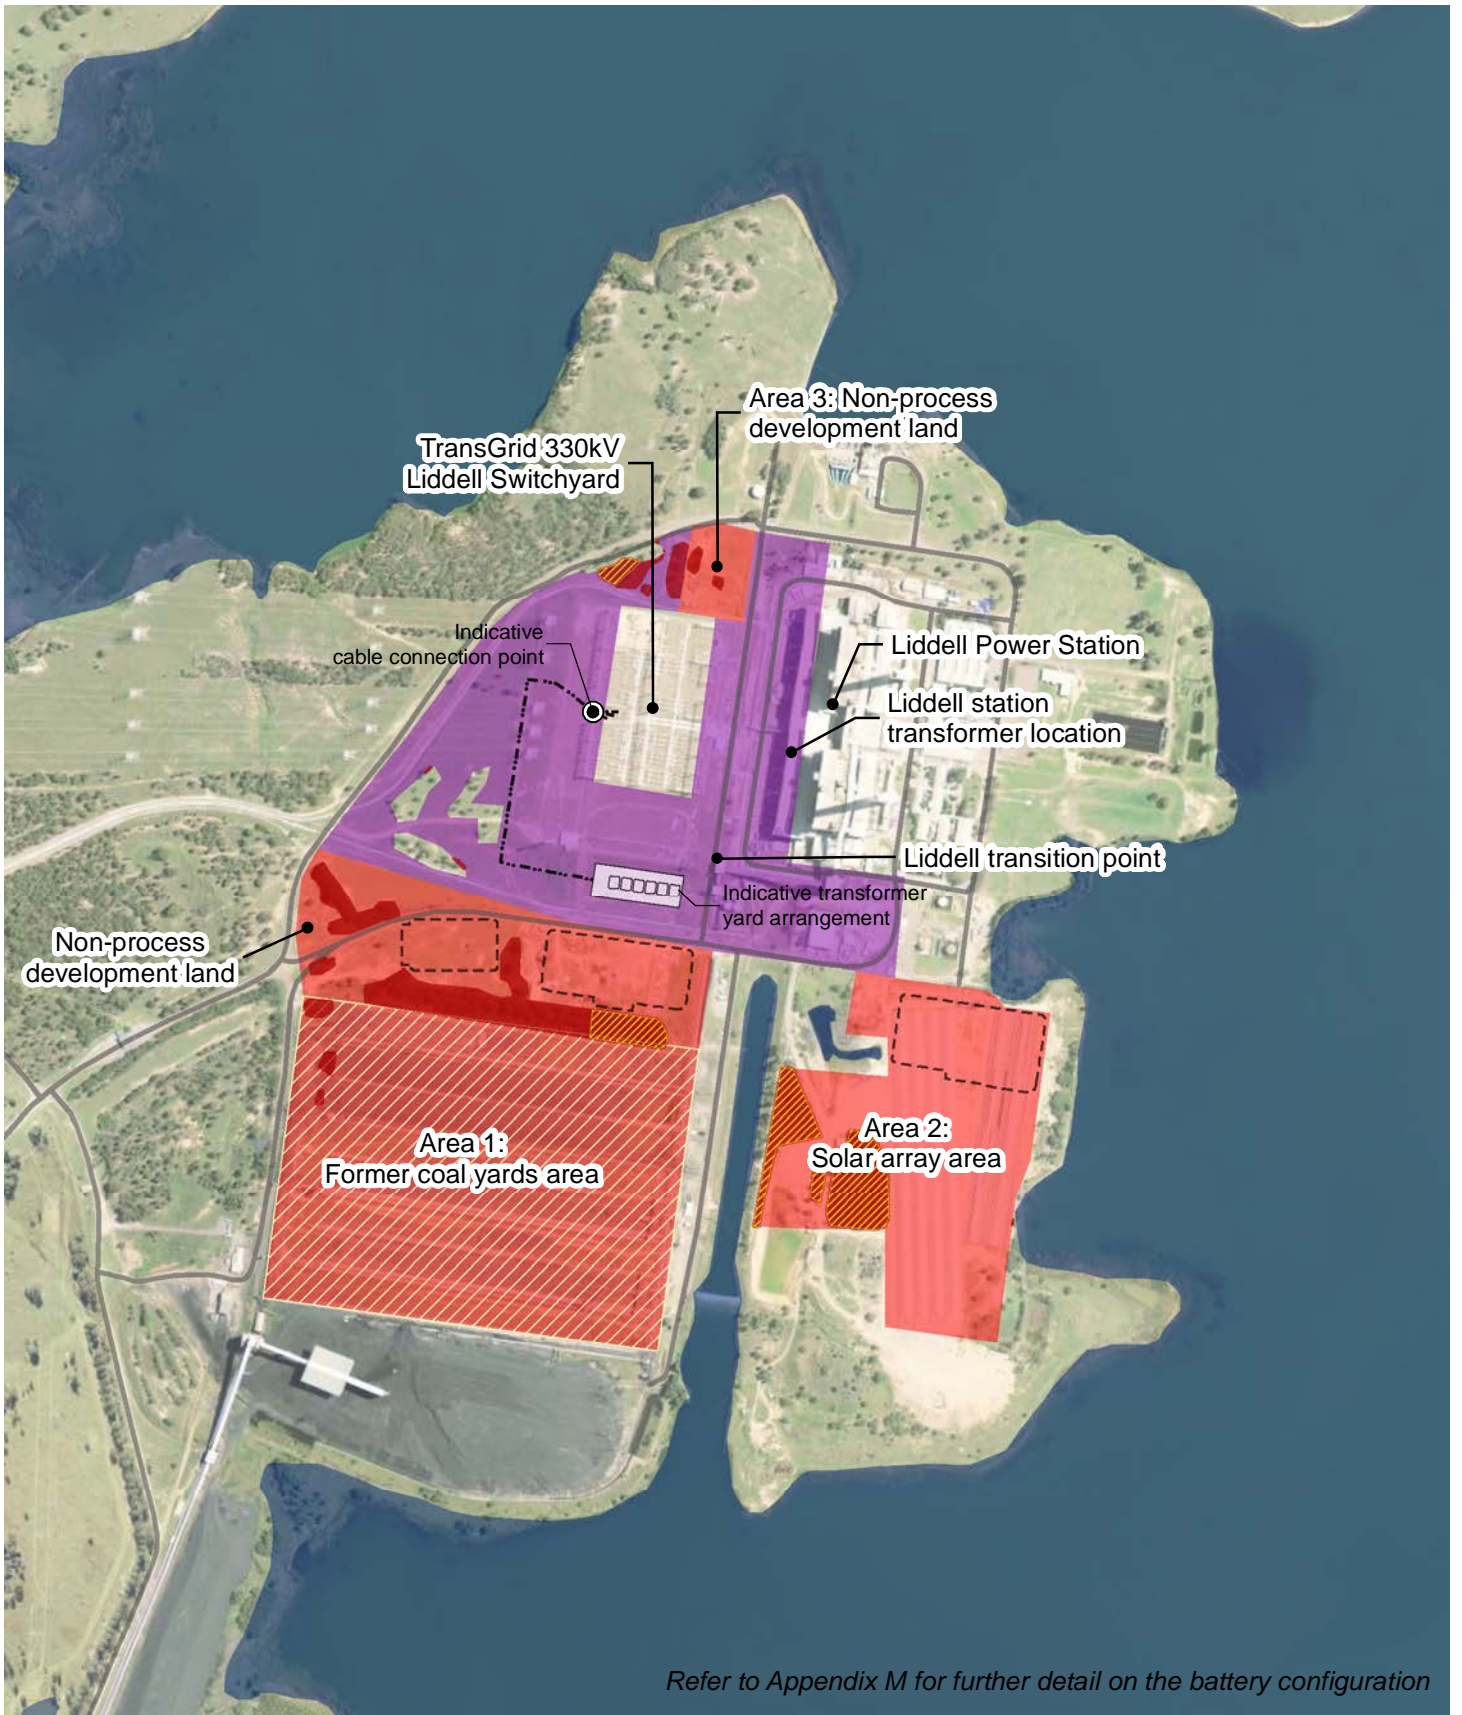 Area 3: Non-process
development land
TransGrid 330kV
Liddell Switchyard
Indicative
cable connection point
Liddell Power Station
Liddell station
transformer location
Liddell transition point
Indicative transformer
yard arrangement
Non-process
development land
Area 1:
Former coal yards area
Area 2:
Solar array area
Refer to Appendix M for further detail on the battery configuration